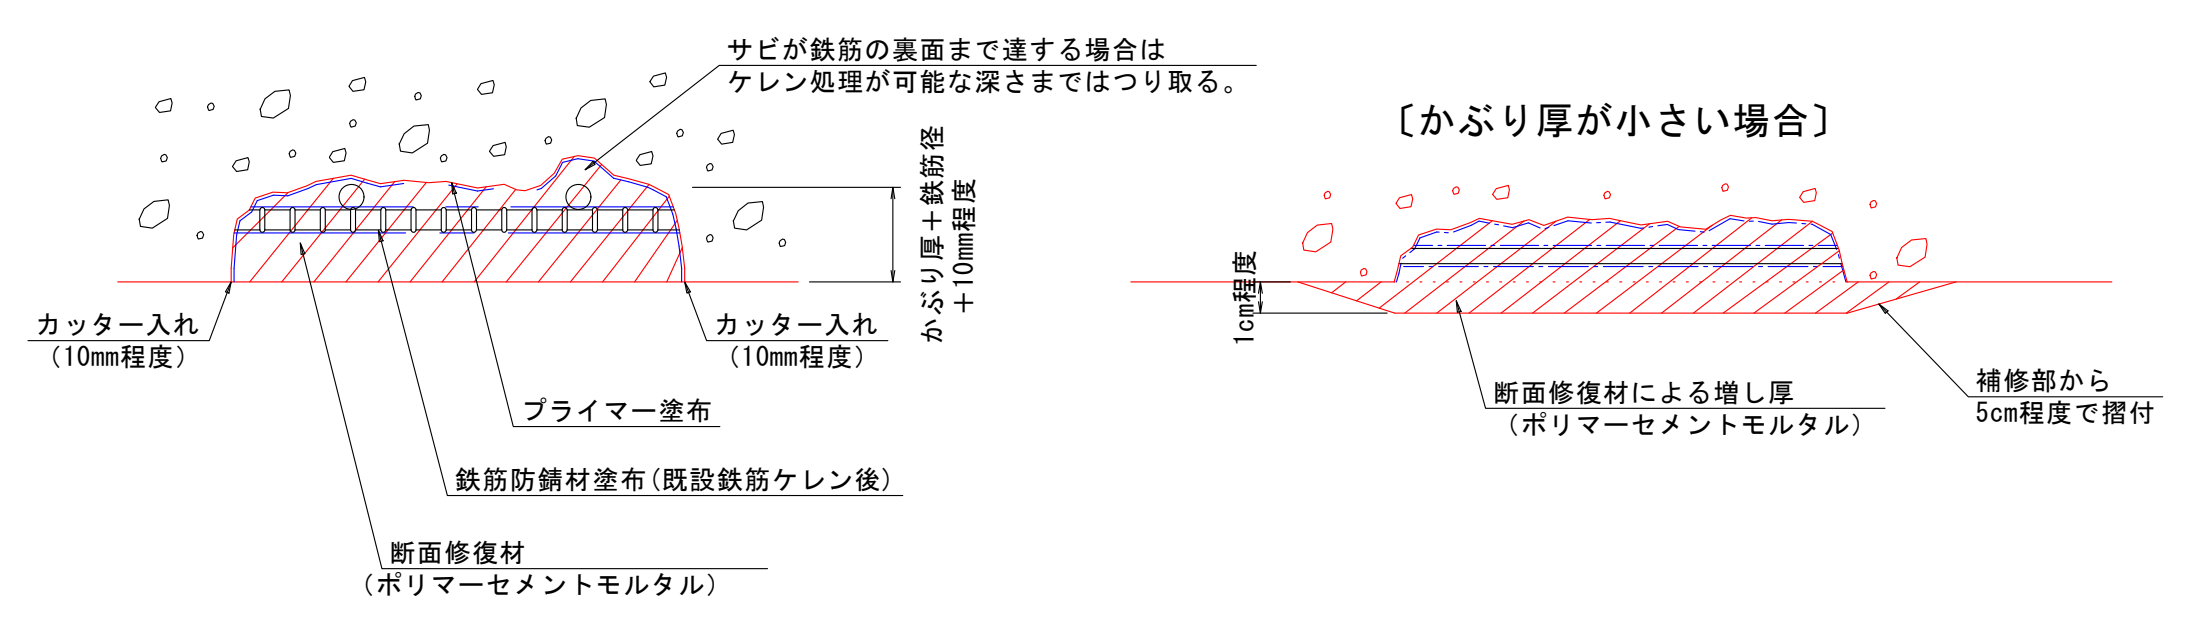 サビが鉄筋の裏面まで達する場合は
ケレン処理が可能な深さまではつり取る。
かぶり厚＋鉄筋径
＋10mm程度
カッター入れ
（10mm程度）
カッター入れ
（10mm程度）
プライマー塗布
鉄筋防錆材塗布（既設鉄筋ケレン後）
断面修復材
（ポリマーセメントモルタル）
〔かぶり厚が小さい場合〕
1cm程度
断面修復材による増し厚
（ポリマーセメントモルタル）
補修部から
5cm程度で摺付